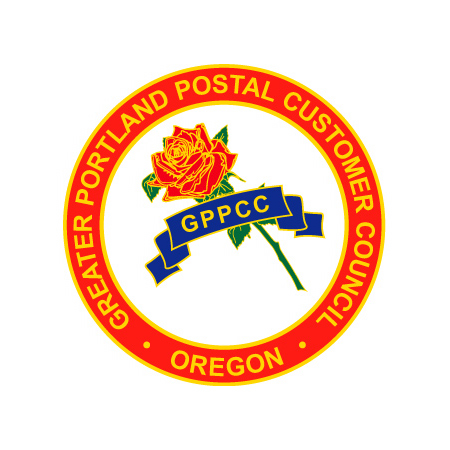 GREATER PORTLAND POSTAL CUSTOMER COUNCIL
GPPCC
• OREGON •